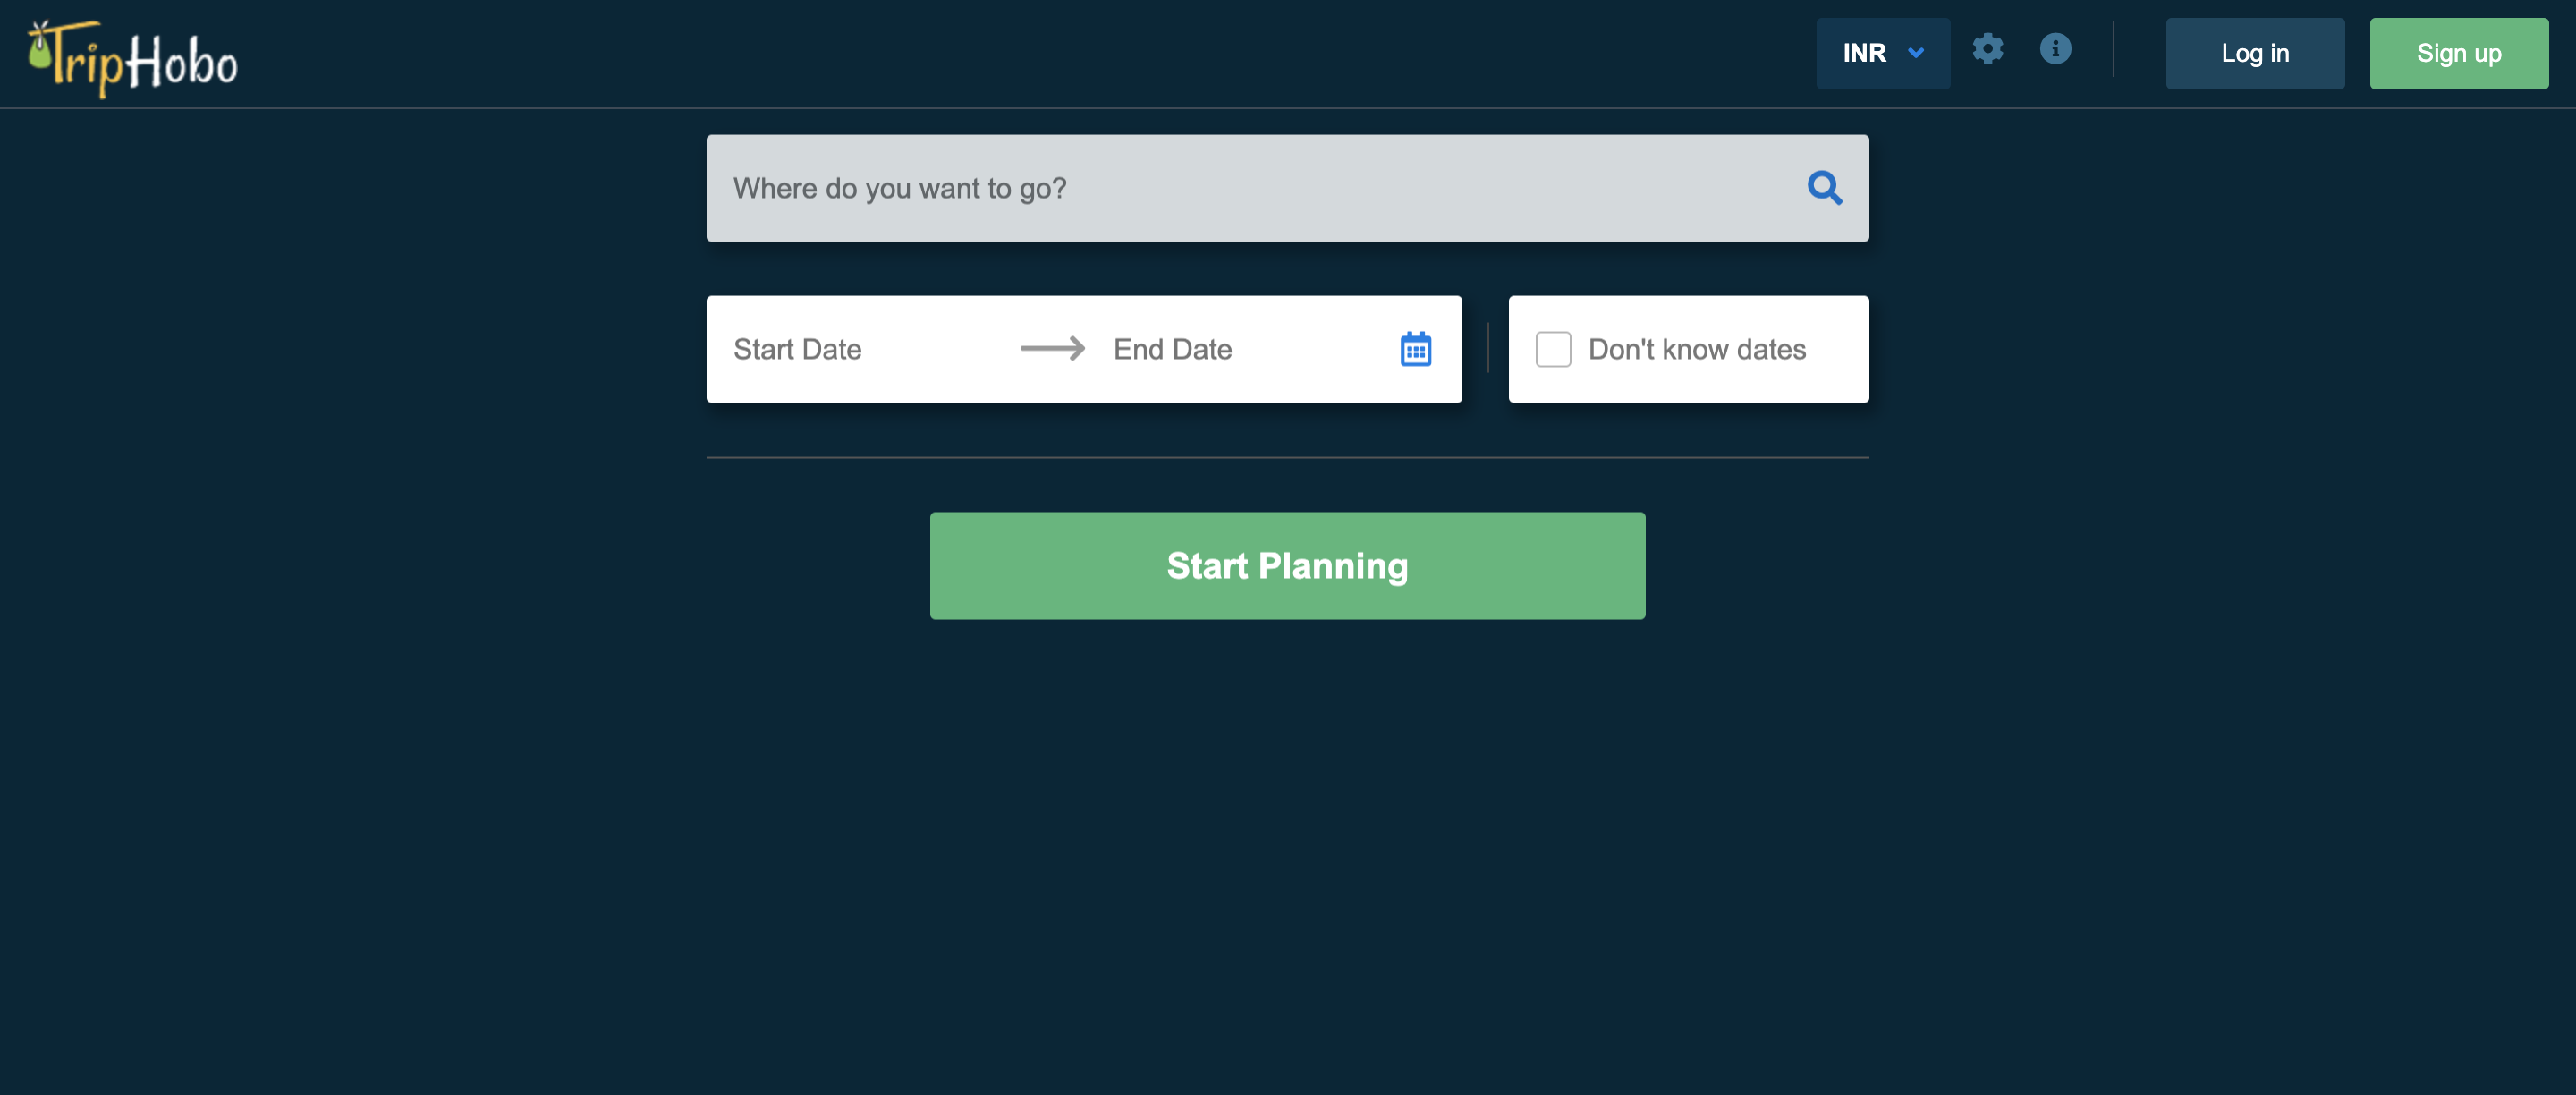 TripHobo
INR
Log in
Sign up
Where do you want to go?
Start Date
End Date
Don't know dates
Start Planning